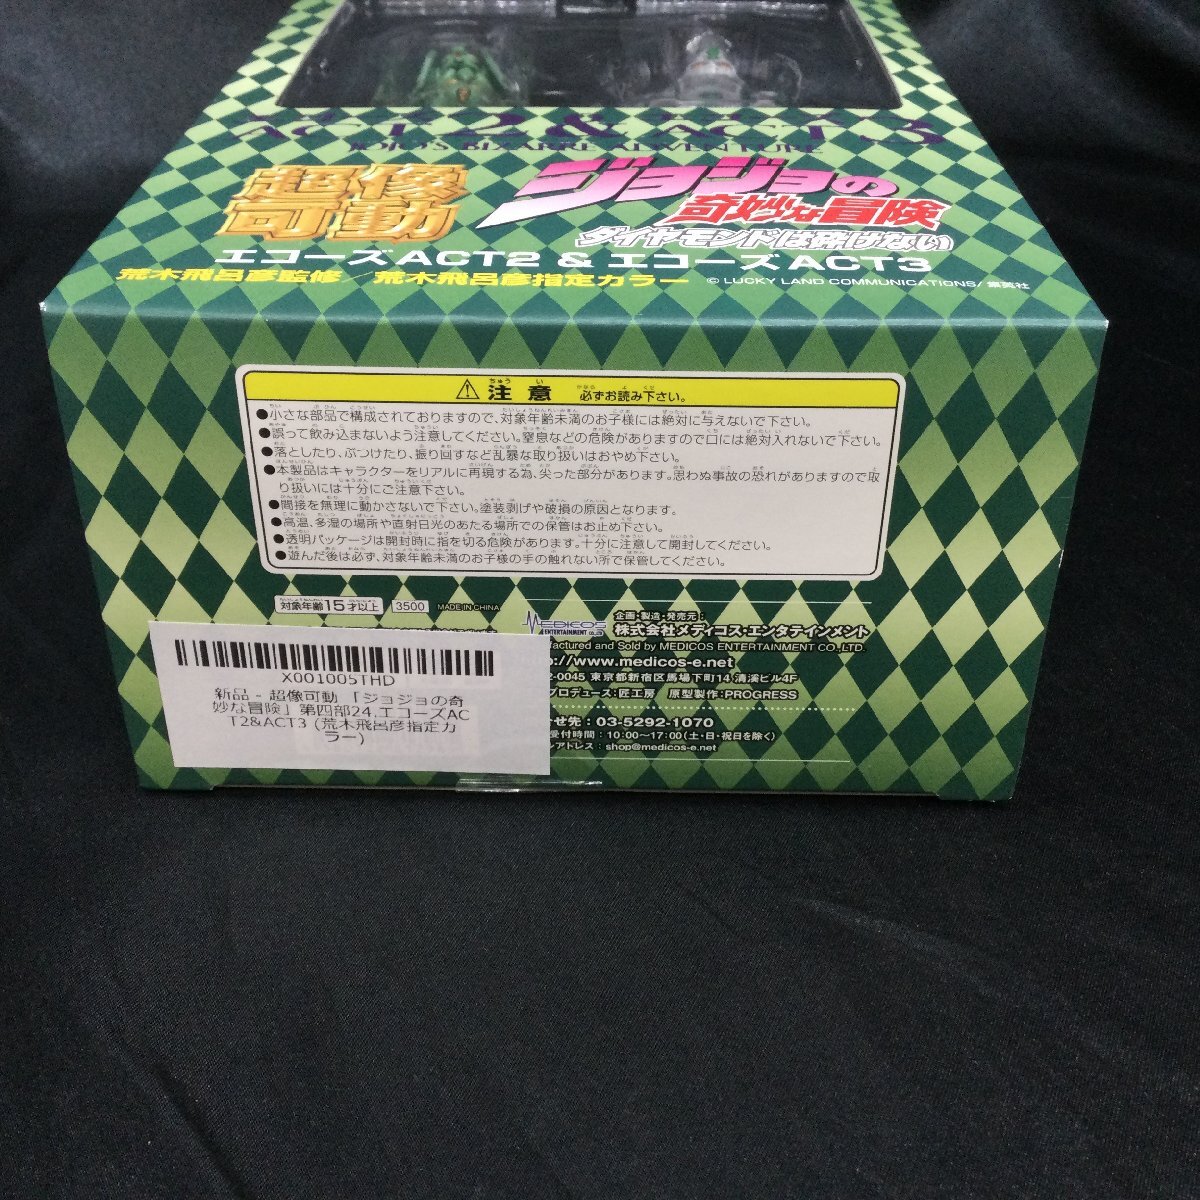 ACT2 & ACT3
JOJO'S BIZARRE ADVENTURE
超像可動
ジョジョの
奇妙な冒険
ダイヤモンドは砕けない
エコーズACT2 & エコーズACT3
荒木飛呂彦監修/荒木飛呂彦指定カラー
© LUCKY LAND COMMUNICATIONS/集英社
注意 必ずお読み下さい。
●小さな部品で構成されておりますので、対象年齢未満のお子様には絶対に与えないで下さい。
●誤って飲み込まないよう注意してください。窒息などの危険がありますので口には絶対入れないで下さい。
●落としたり、ぶつけたり、振り回すなど乱暴な取り扱いはおやめ下さい。
●本製品はキャラクターをリアルに再現する為、尖った部分があります。思わぬ事故の恐れがありますので取
り扱いには十分にご注意下さい。
●間接を無理に動かさないで下さい。塗装剥げや破損の原因となります。
●高温、多湿の場所や直射日光のあたる場所での保管はお止め下さい。
●透明パッケージは開封時に指を切る危険があります。十分に注意して開封してください。
●遊んだ後は必ず、対象年齢未満のお子様の手の触れない所で保管してください。
対象年齢15才以上 3500 MADE IN CHINA
MEDICOS
ENTERTAINMENT CO.,LTD
企画・製造・発売元:
株式会社メディコス・エンタテインメント
factured and Sold by MEDICOS ENTERTAINMENT CO.,LTD.
p://www.medicos-e.net
2-0045 東京都新宿区馬場下町14 清溪ビル4F
プロデュース:匠工房 原型製作:PROGRESS
せ先:03-5292-1070
受付時間:10:00〜17:00(土・日・祝日を除く)
ルアドレス:shop@medicos-e.net
X001005THD
新品 - 超像可動 「ジョジョの奇
妙な冒険」第四部24.エコーズAC
T2&ACT3 (荒木飛呂彦指定カ
ラー)